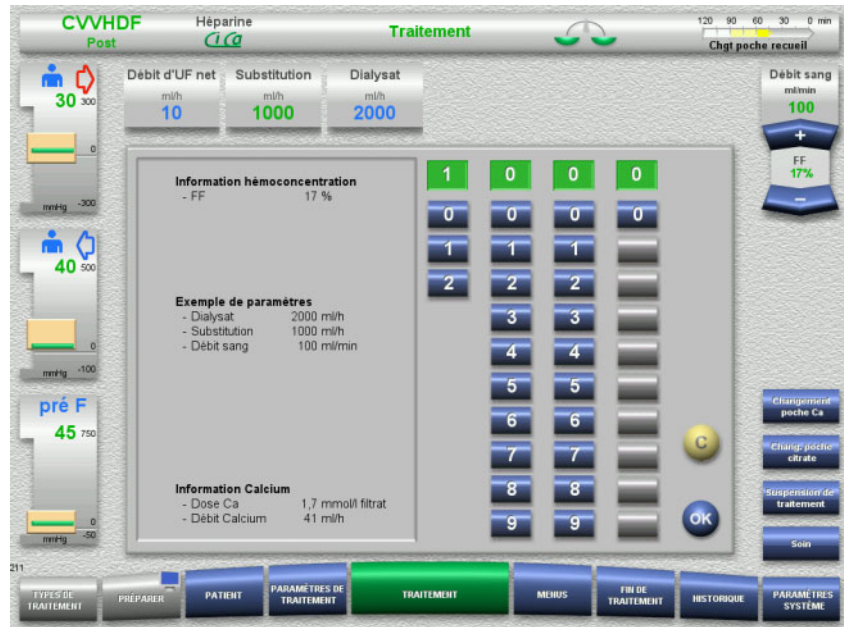 CVVHDF
Post
Héparine
CiCa
Traitement
120 90 60 30 0 min
Chgt poche recueil
30 300
0
mmHg -300
40 500
0
mmHg -100
pré F
45 750
0
mmHg -50
Débit d'UF net
ml/h
10
Substitution
ml/h
1000
Dialysat
ml/h
2000
Débit sang
ml/min
100
+
FF
17%
−
Information hémoconcentration
- FF 17 %
Exemple de paramètres
- Dialysat 2000 ml/h
- Substitution 1000 ml/h
- Débit sang 100 ml/min
Information Calcium
- Dose Ca 1,7 mmol/l filtrat
- Débit Calcium 41 ml/h
1 0 0 0
0 0 0 0
1 1 1
2 2 2
3 3
4 4
5 5
6 6
7 7
8 8
9 9
C
OK
Changement
poche Ca
Chang. poche
citrate
Suspension de
traitement
Soin
211
TYPES DE
TRAITEMENT
PRÉPARER
PATIENT
PARAMÈTRES DE
TRAITEMENT
TRAITEMENT
MENUS
FIN DE
TRAITEMENT
HISTORIQUE
PARAMÈTRES
SYSTÈME